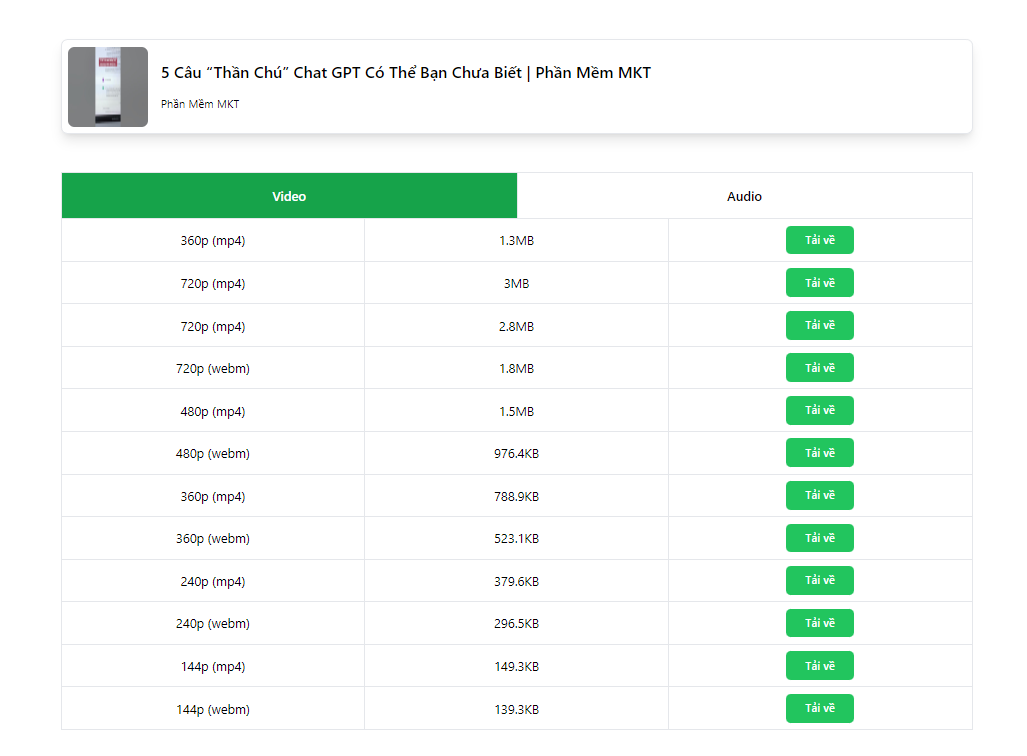 5 Câu “Thần Chú” Chat GPT Có Thể Bạn Chưa Biết | Phần Mềm MKT
Phần Mềm MKT
Video Audio
360p (mp4) 1.3MB Tải về
720p (mp4) 3MB Tải về
720p (mp4) 2.8MB Tải về
720p (webm) 1.8MB Tải về
480p (mp4) 1.5MB Tải về
480p (webm) 976.4KB Tải về
360p (mp4) 788.9KB Tải về
360p (webm) 523.1KB Tải về
240p (mp4) 379.6KB Tải về
240p (webm) 296.5KB Tải về
144p (mp4) 149.3KB Tải về
144p (webm) 139.3KB Tải về